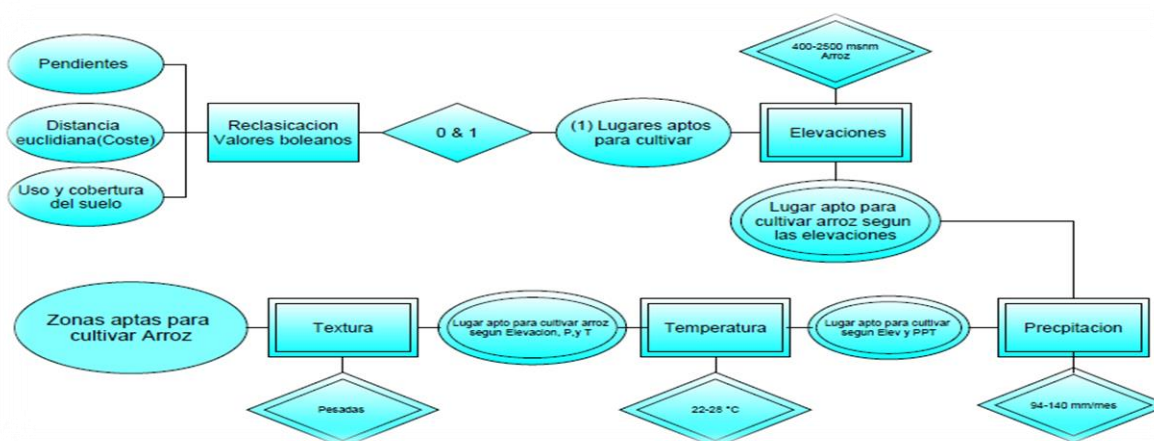 Pendientes
Distancia
euclidiana(Coste)
Uso y cobertura
del suelo
Reclasicacion
Valores boleanos
0 & 1
(1) Lugares aptos
para cultivar
400-2500 msnm
Arroz
Elevaciones
Lugar apto para
cultivar arroz segun
las elevaciones
Zonas aptas para
cultivar Arroz
Textura
Lugar apto para cultivar arroz
segun Elevacion, P,y T
Temperatura
Lugar apto para cultivar
segun Elev y PPT
Precpitacion
Pesadas
22-28 °C
94-140 mm/mes